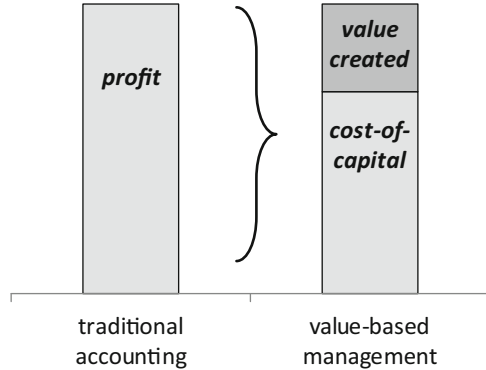 profit
value
created
cost-of-
capital
traditional
accounting
value-based
management